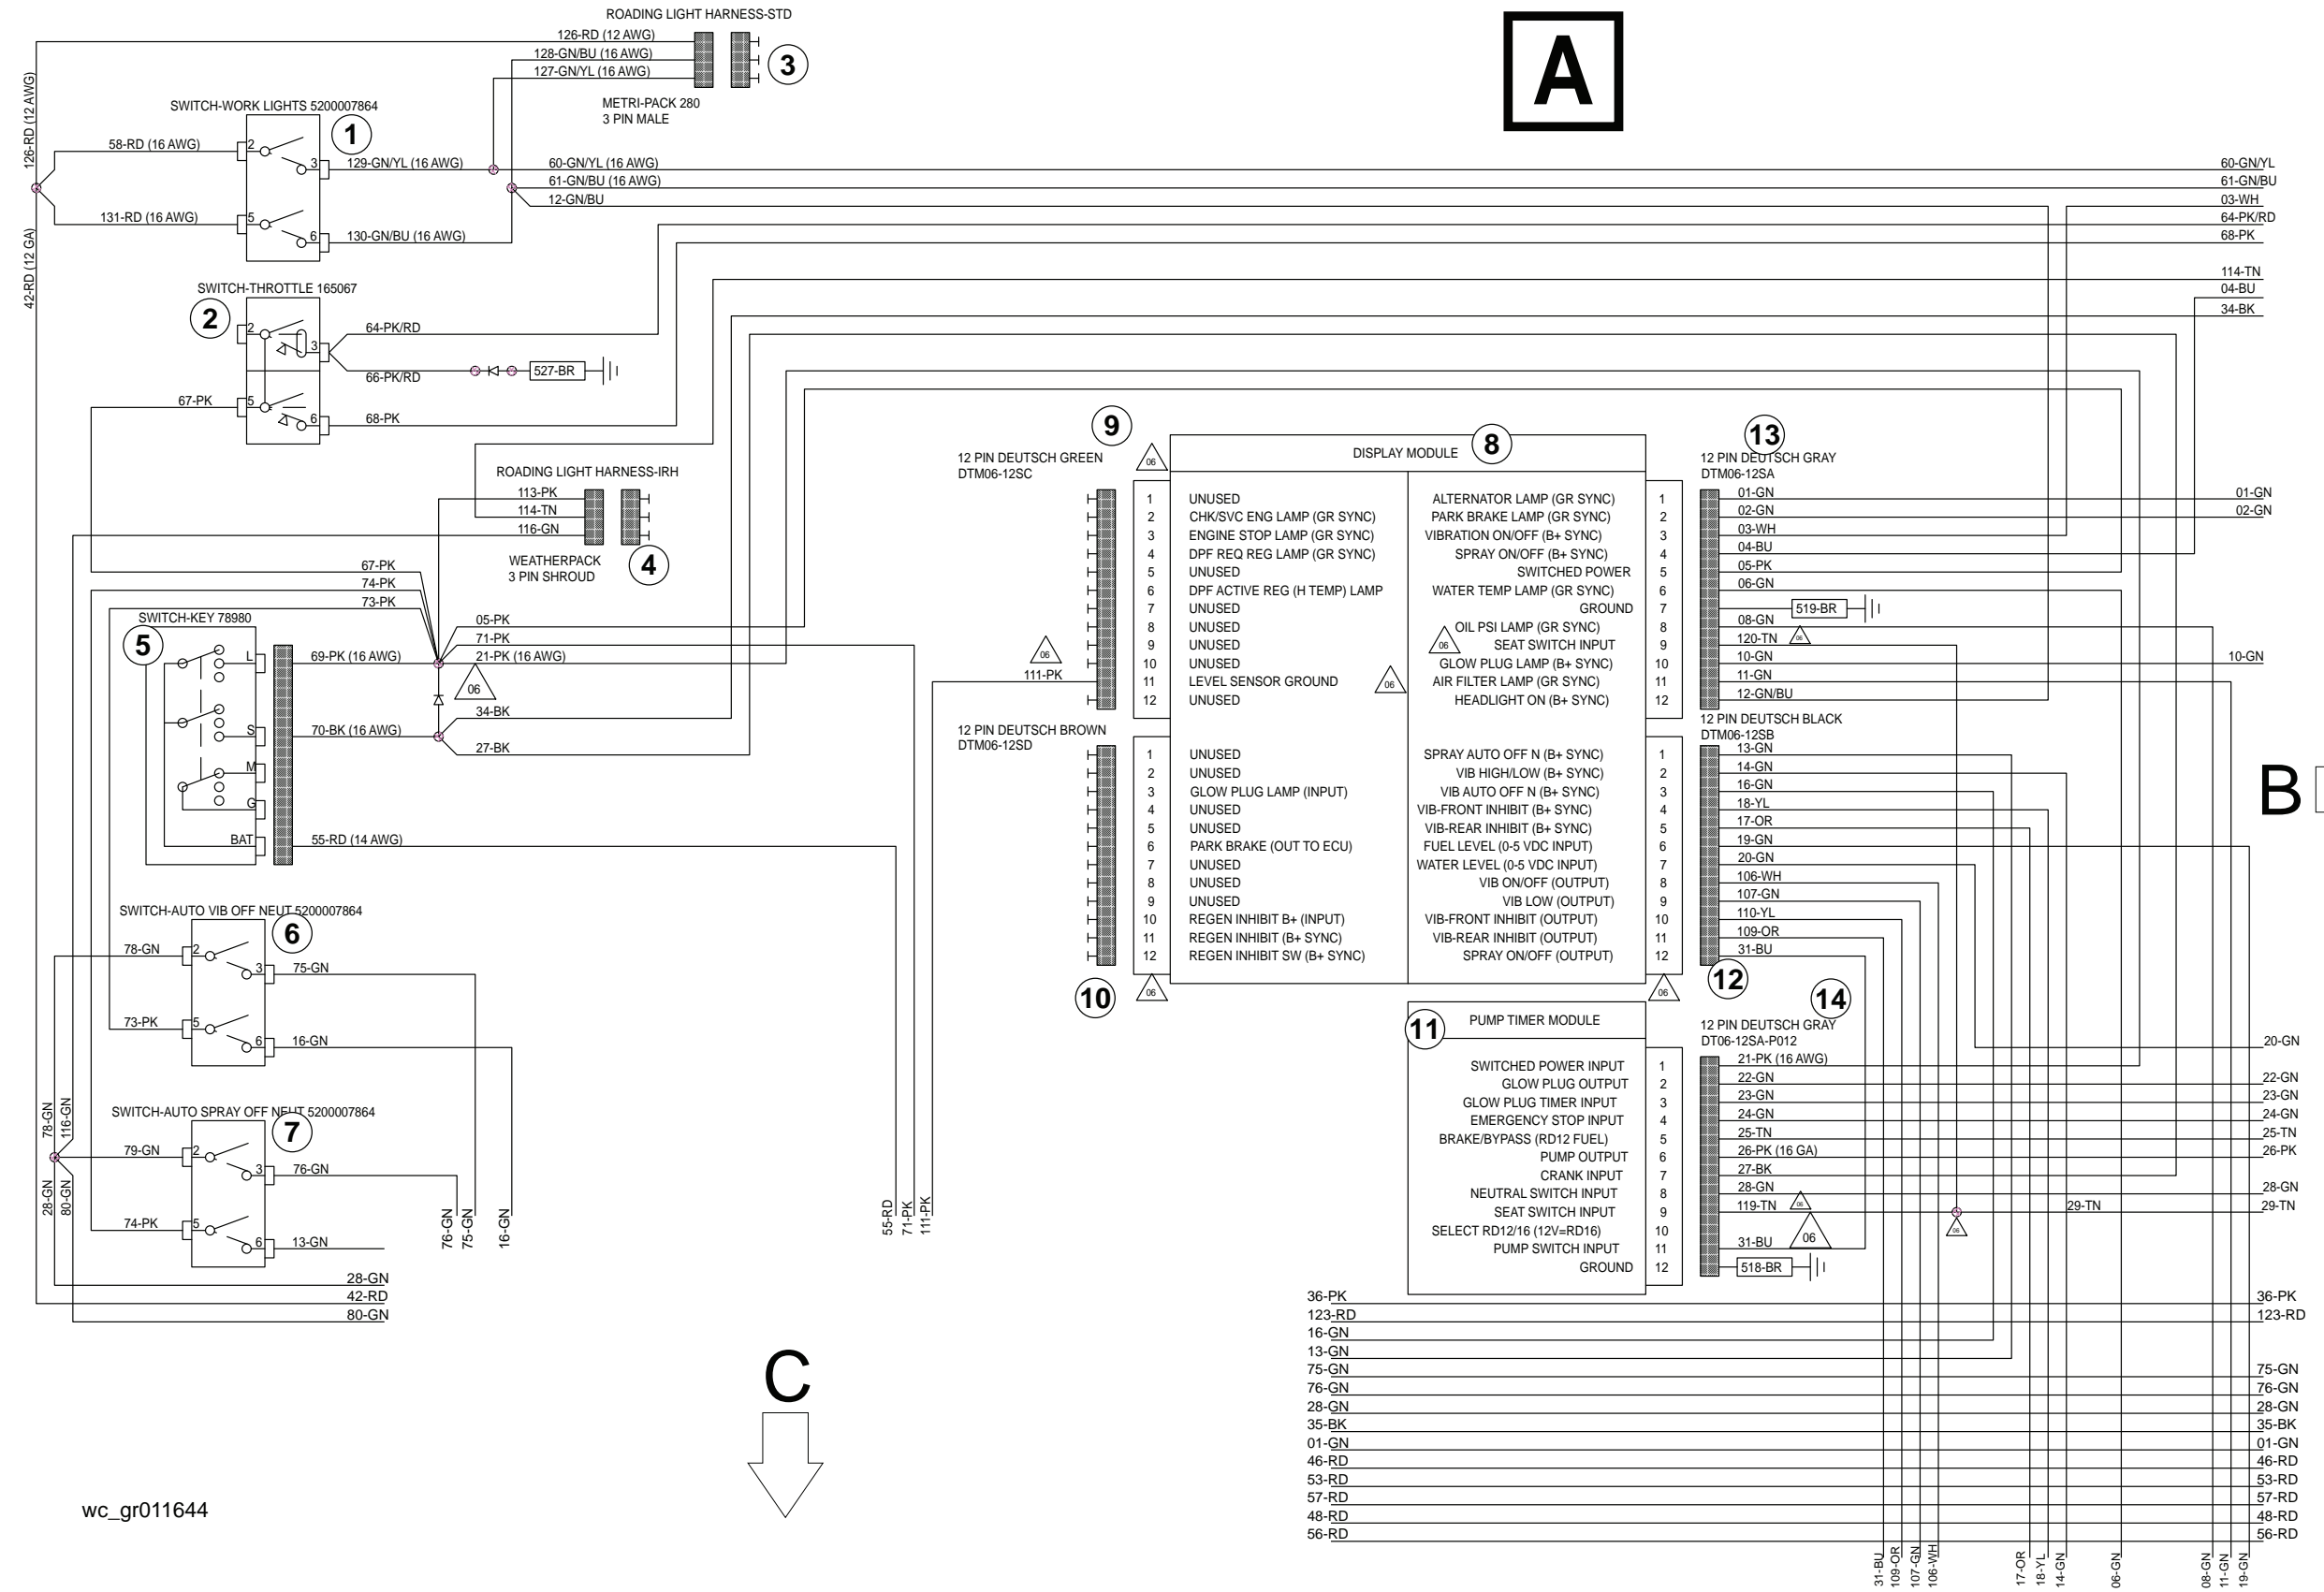 ROADING LIGHT HARNESS-STD
126-RD (12 AWG)
128-GN/BU (16 AWG)
127-GN/YL (16 AWG)
3
METRI-PACK 280
3 PIN MALE
A
126-RD (12 AWG)
42-RD (12 GA)
SWITCH-WORK LIGHTS 5200007864
1
58-RD (16 AWG)
2
3
129-GN/YL (16 AWG)
131-RD (16 AWG)
5
6
130-GN/BU (16 AWG)
60-GN/YL (16 AWG)
61-GN/BU (16 AWG)
12-GN/BU
60-GN/YL
61-GN/BU
03-WH
64-PK/RD
68-PK
114-TN
04-BU
34-BK
SWITCH-THROTTLE 165067
2
2
3
64-PK/RD
66-PK/RD
527-BR
67-PK
5
6
68-PK
ROADING LIGHT HARNESS-IRH
113-PK
114-TN
116-GN
WEATHERPACK
3 PIN SHROUD
4
67-PK
74-PK
73-PK
SWITCH-KEY 78980
5
L
S
M
G
BAT
69-PK (16 AWG)
70-BK (16 AWG)
55-RD (14 AWG)
05-PK
71-PK
21-PK (16 AWG)
06
34-BK
27-BK
SWITCH-AUTO VIB OFF NEUT 5200007864
6
78-GN
2
3
75-GN
73-PK
5
6
16-GN
SWITCH-AUTO SPRAY OFF NEUT 5200007864
7
79-GN
2
3
76-GN
74-PK
5
6
13-GN
78-GN
116-GN
28-GN
80-GN
28-GN
42-RD
80-GN
76-GN
75-GN
16-GN
55-RD
71-PK
111-PK
9
12 PIN DEUTSCH GREEN
DTM06-12SC
06
DISPLAY MODULE
8
13
12 PIN DEUTSCH GRAY
DTM06-12SA
1 UNUSED
2 CHK/SVC ENG LAMP (GR SYNC)
3 ENGINE STOP LAMP (GR SYNC)
4 DPF REQ REG LAMP (GR SYNC)
5 UNUSED
6 DPF ACTIVE REG (H TEMP) LAMP
7 UNUSED
8 UNUSED
9 UNUSED
10 UNUSED
11 LEVEL SENSOR GROUND
12 UNUSED
06
111-PK
06
06
ALTERNATOR LAMP (GR SYNC) 1
PARK BRAKE LAMP (GR SYNC) 2
VIBRATION ON/OFF (B+ SYNC) 3
SPRAY ON/OFF (B+ SYNC) 4
SWITCHED POWER 5
WATER TEMP LAMP (GR SYNC) 6
GROUND 7
OIL PSI LAMP (GR SYNC) 8
SEAT SWITCH INPUT 9
GLOW PLUG LAMP (B+ SYNC) 10
AIR FILTER LAMP (GR SYNC) 11
HEADLIGHT ON (B+ SYNC) 12
01-GN
02-GN
03-WH
04-BU
05-PK
06-GN
519-BR
08-GN
120-TN
06
10-GN
11-GN
12-GN/BU
01-GN
02-GN
10-GN
12 PIN DEUTSCH BROWN
DTM06-12SD
1 UNUSED
2 UNUSED
3 GLOW PLUG LAMP (INPUT)
4 UNUSED
5 UNUSED
6 PARK BRAKE (OUT TO ECU)
7 UNUSED
8 UNUSED
9 UNUSED
10 REGEN INHIBIT B+ (INPUT)
11 REGEN INHIBIT (B+ SYNC)
12 REGEN INHIBIT SW (B+ SYNC)
10
06
SPRAY AUTO OFF N (B+ SYNC) 1
VIB HIGH/LOW (B+ SYNC) 2
VIB AUTO OFF N (B+ SYNC) 3
VIB-FRONT INHIBIT (B+ SYNC) 4
VIB-REAR INHIBIT (B+ SYNC) 5
FUEL LEVEL (0-5 VDC INPUT) 6
WATER LEVEL (0-5 VDC INPUT) 7
VIB ON/OFF (OUTPUT) 8
VIB LOW (OUTPUT) 9
VIB-FRONT INHIBIT (OUTPUT) 10
VIB-REAR INHIBIT (OUTPUT) 11
SPRAY ON/OFF (OUTPUT) 12
06
12 PIN DEUTSCH BLACK
DTM06-12SB
13-GN
14-GN
16-GN
18-YL
17-OR
19-GN
20-GN
106-WH
107-GN
110-YL
109-OR
31-BU
12
B
11
PUMP TIMER MODULE
14
12 PIN DEUTSCH GRAY
DT06-12SA-P012
SWITCHED POWER INPUT 1
GLOW PLUG OUTPUT 2
GLOW PLUG TIMER INPUT 3
EMERGENCY STOP INPUT 4
BRAKE/BYPASS (RD12 FUEL) 5
PUMP OUTPUT 6
CRANK INPUT 7
NEUTRAL SWITCH INPUT 8
SEAT SWITCH INPUT 9
SELECT RD12/16 (12V=RD16) 10
PUMP SWITCH INPUT 11
GROUND 12
21-PK (16 AWG)
22-GN
23-GN
24-GN
25-TN
26-PK (16 GA)
27-BK
28-GN
119-TN
06
29-TN
06
31-BU
06
518-BR
20-GN
22-GN
23-GN
24-GN
25-TN
26-PK
28-GN
29-TN
36-PK
123-RD
16-GN
13-GN
75-GN
76-GN
28-GN
35-BK
01-GN
46-RD
53-RD
57-RD
48-RD
56-RD
36-PK
123-RD
75-GN
76-GN
28-GN
35-BK
01-GN
46-RD
53-RD
57-RD
48-RD
56-RD
31-BU
109-OR
107-GN
106-WH
17-OR
18-YL
14-GN
06-GN
08-GN
11-GN
19-GN
C
wc_gr011644